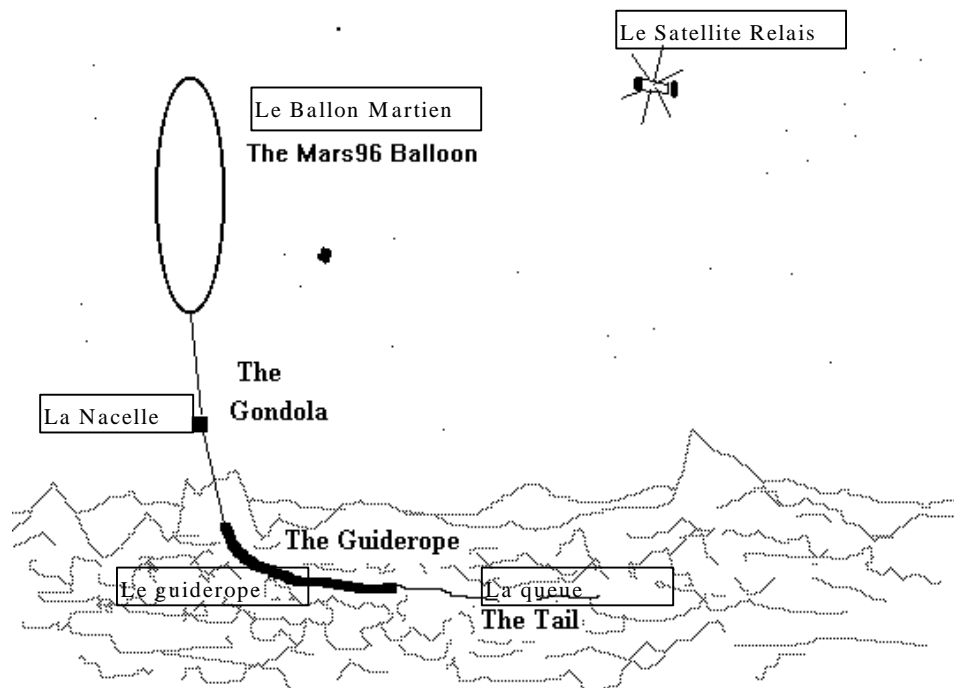 Le Satellite Relais
Le Ballon Martien
The Mars96 Balloon
The
Gondola
La Nacelle
The Guiderope
Le guiderope
La queue
The Tail